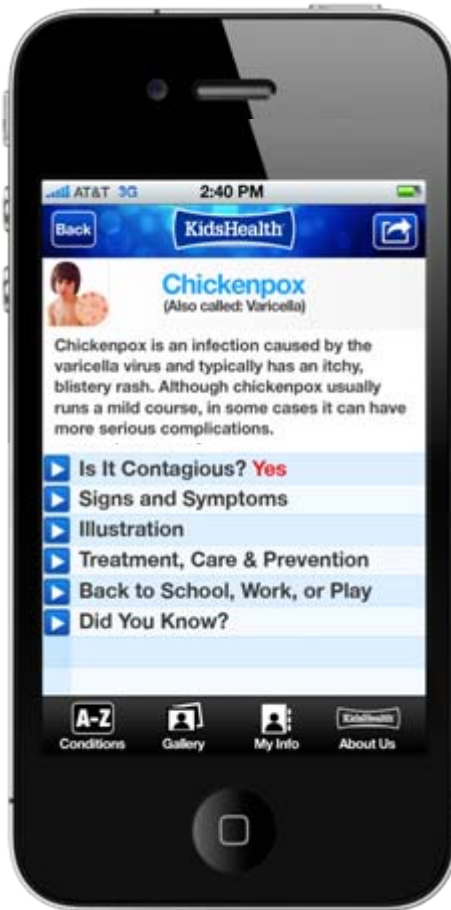 AT&T 3G 2:40 PM
Back KidsHealth
Chickenpox
(Also called: Varicella)
Chickenpox is an infection caused by the
varicella virus and typically has an itchy,
blistery rash. Although chickenpox usually
runs a mild course, in some cases it can have
more serious complications.
Is It Contagious? Yes
Signs and Symptoms
Illustration
Treatment, Care & Prevention
Back to School, Work, or Play
Did You Know?
A-Z KidsHealth
Conditions Gallery My Info About Us